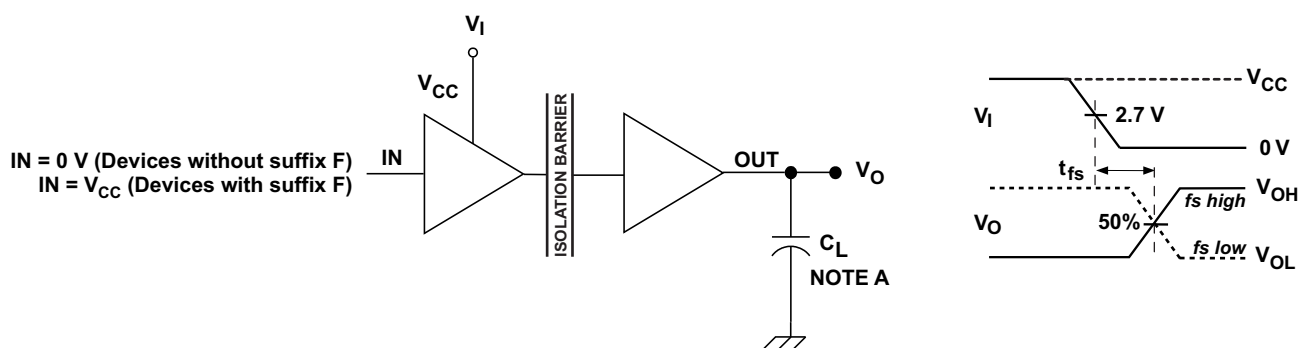 V_I
V_CC
IN = 0 V (Devices without suffix F)
IN = V_CC (Devices with suffix F)
IN
ISOLATION BARRIER
OUT
V_O
C_L
NOTE A
V_I
V_CC
2.7 V
0 V
t_fs
V_O
50%
fs high
V_OH
fs low
V_OL